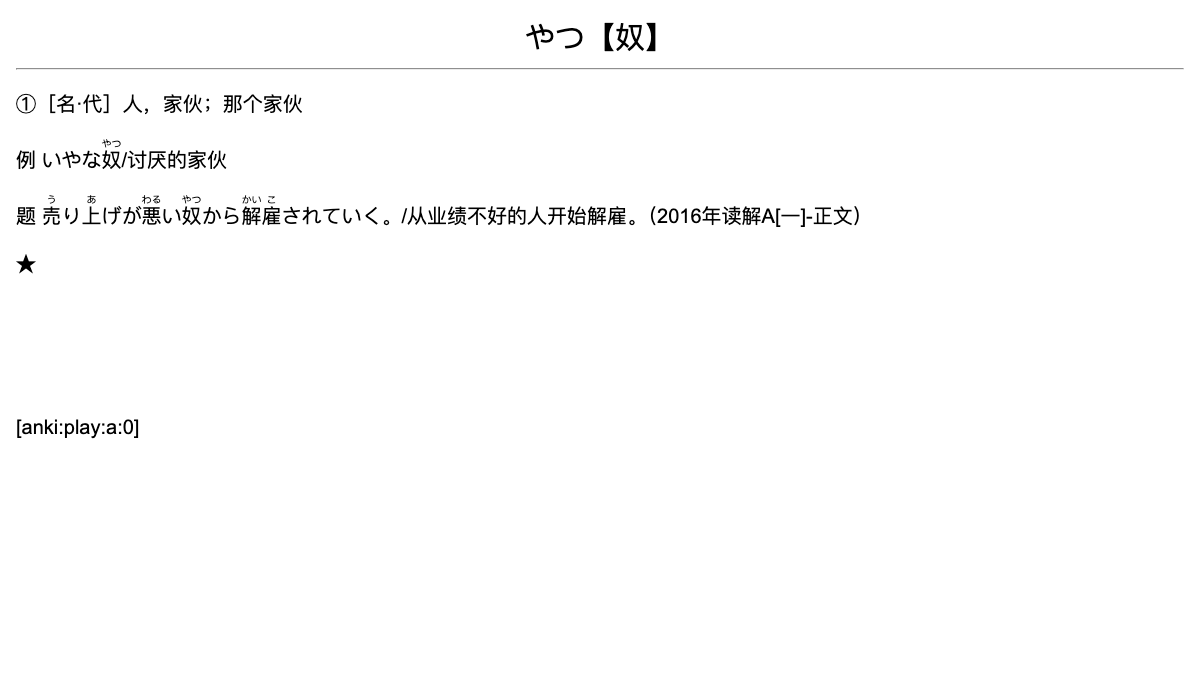 やつ【奴】
①［名·代］人，家伙；那个家伙
例 いやな奴/讨厌的家伙
やつ
题 売り上げが悪い奴から解雇されていく。/从业绩不好的人开始解雇。（2016年读解A[一]-正文）
う あ わる やつ かい こ
★
[anki:play:a:0]